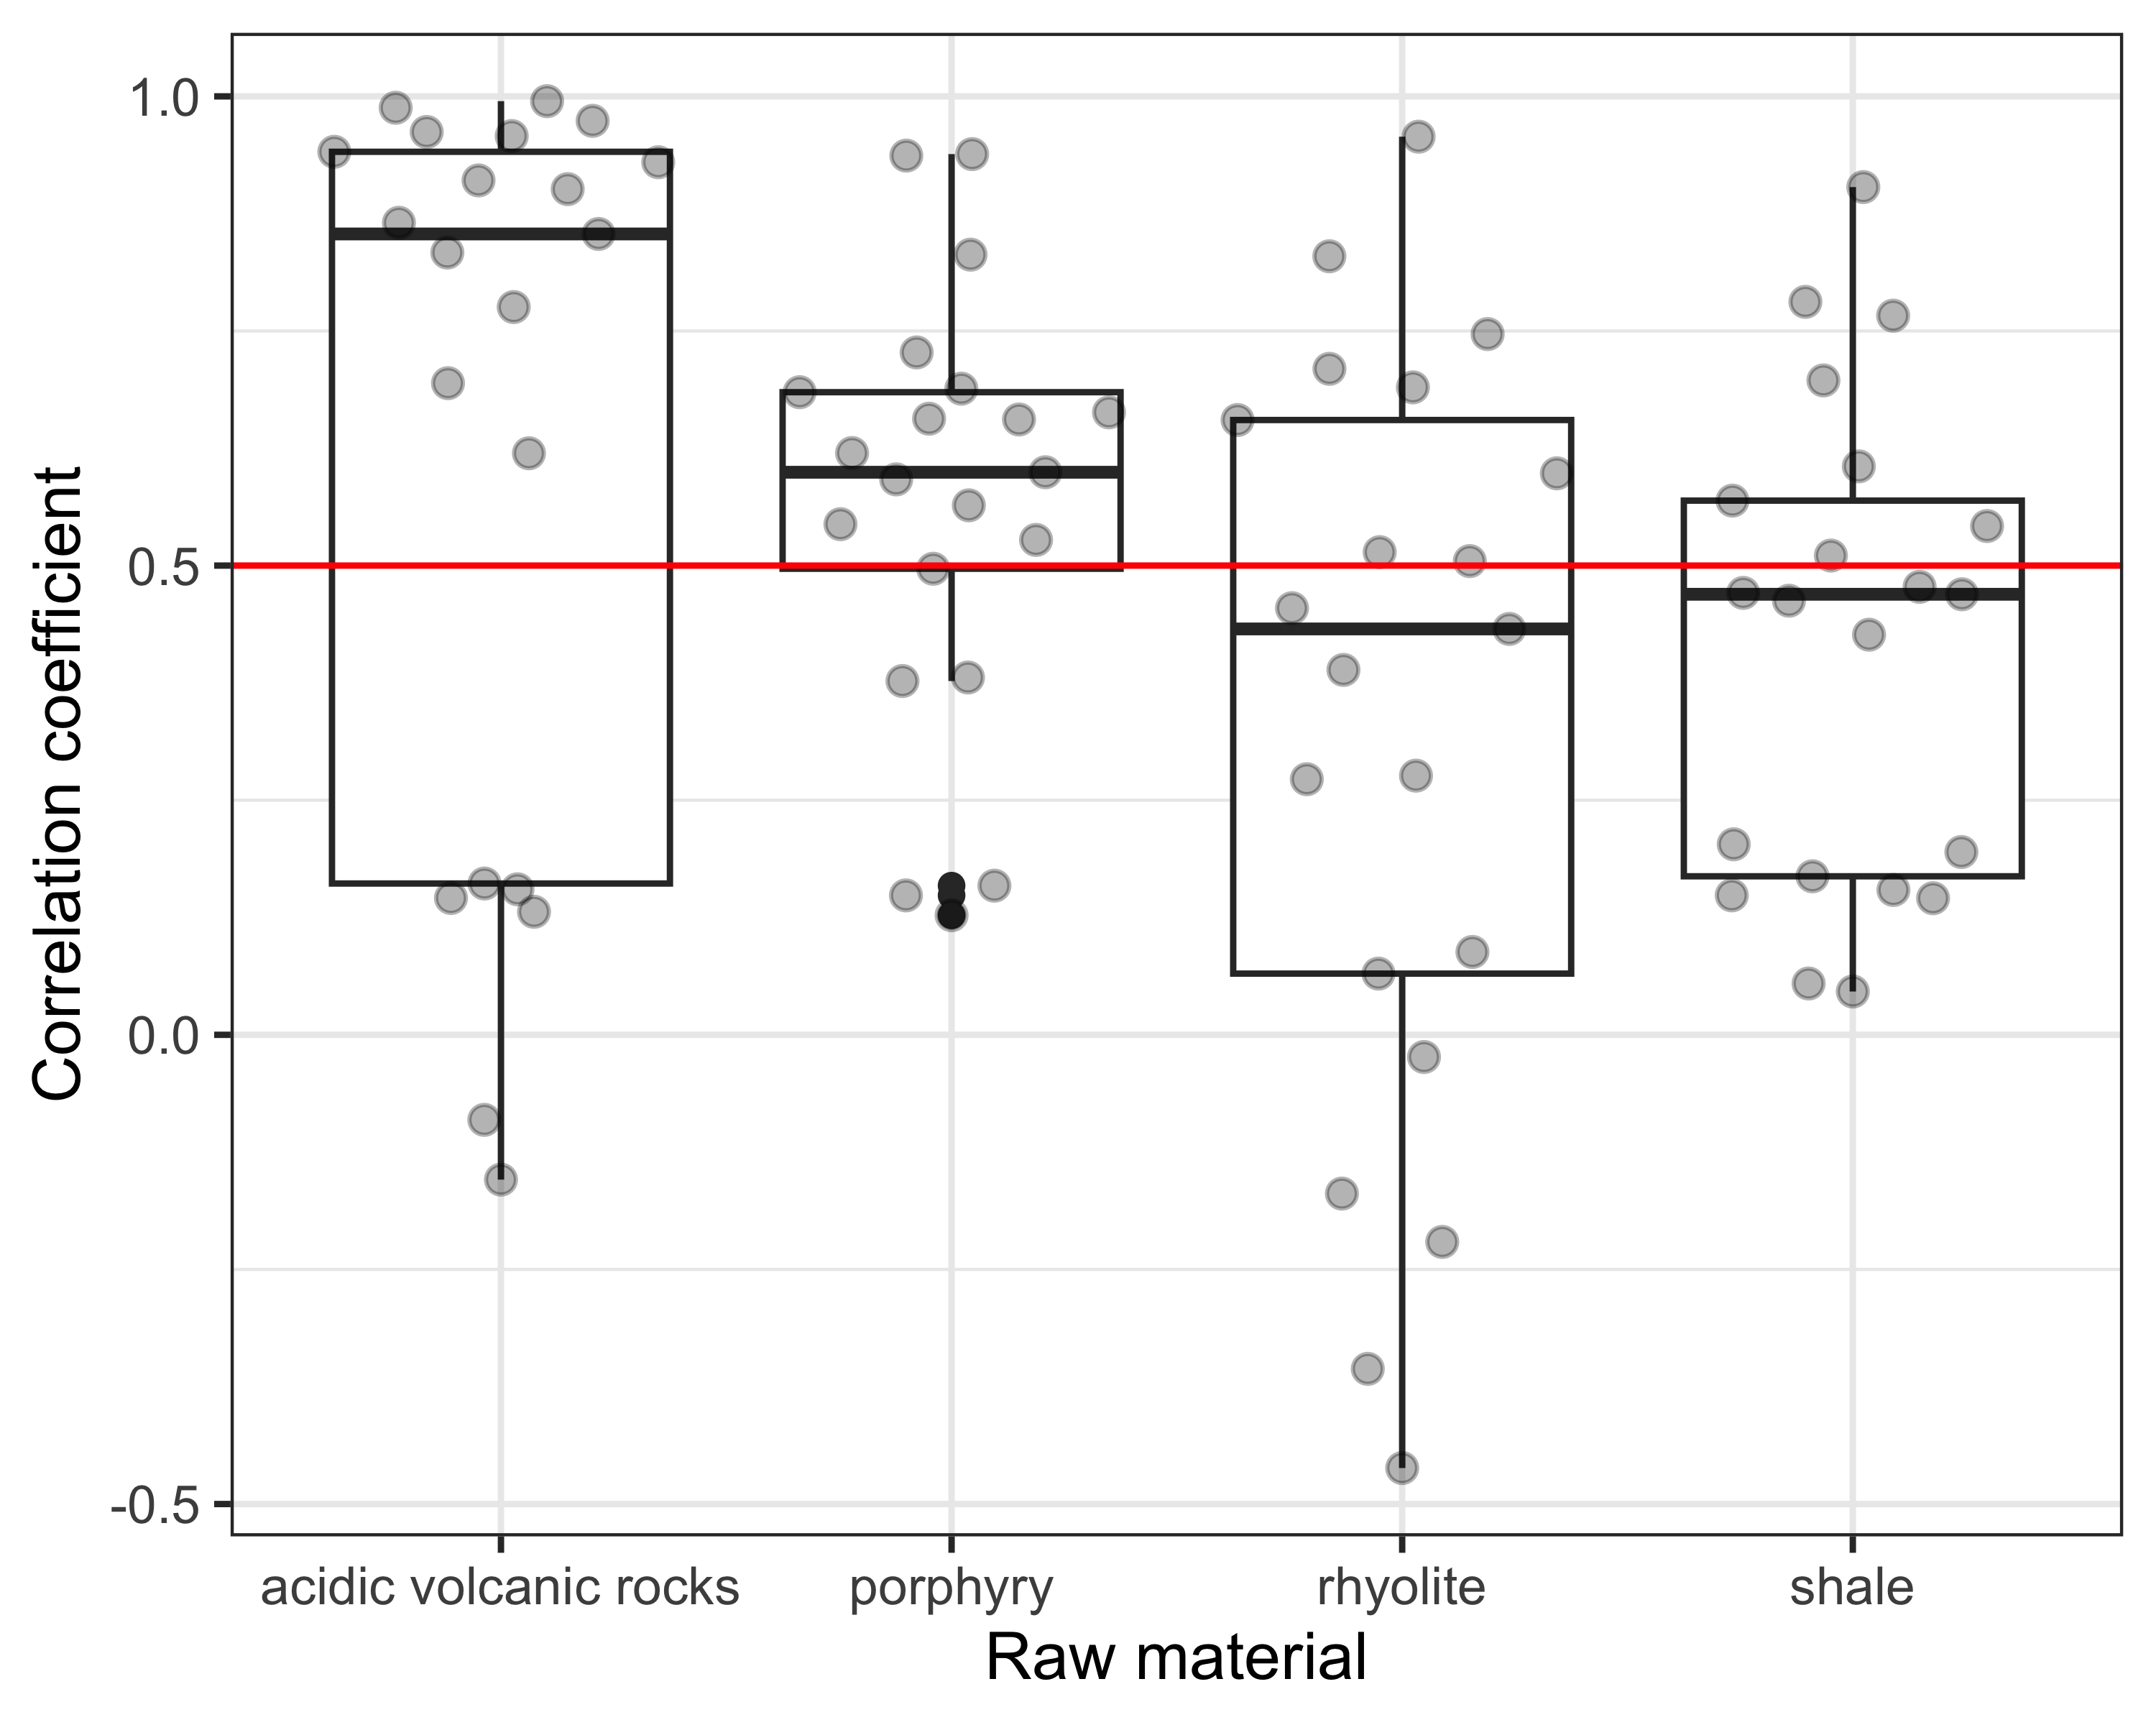 Correlation coefficient
1.0
0.5
0.0
-0.5
acidic volcanic rocks porphyry rhyolite shale
Raw material